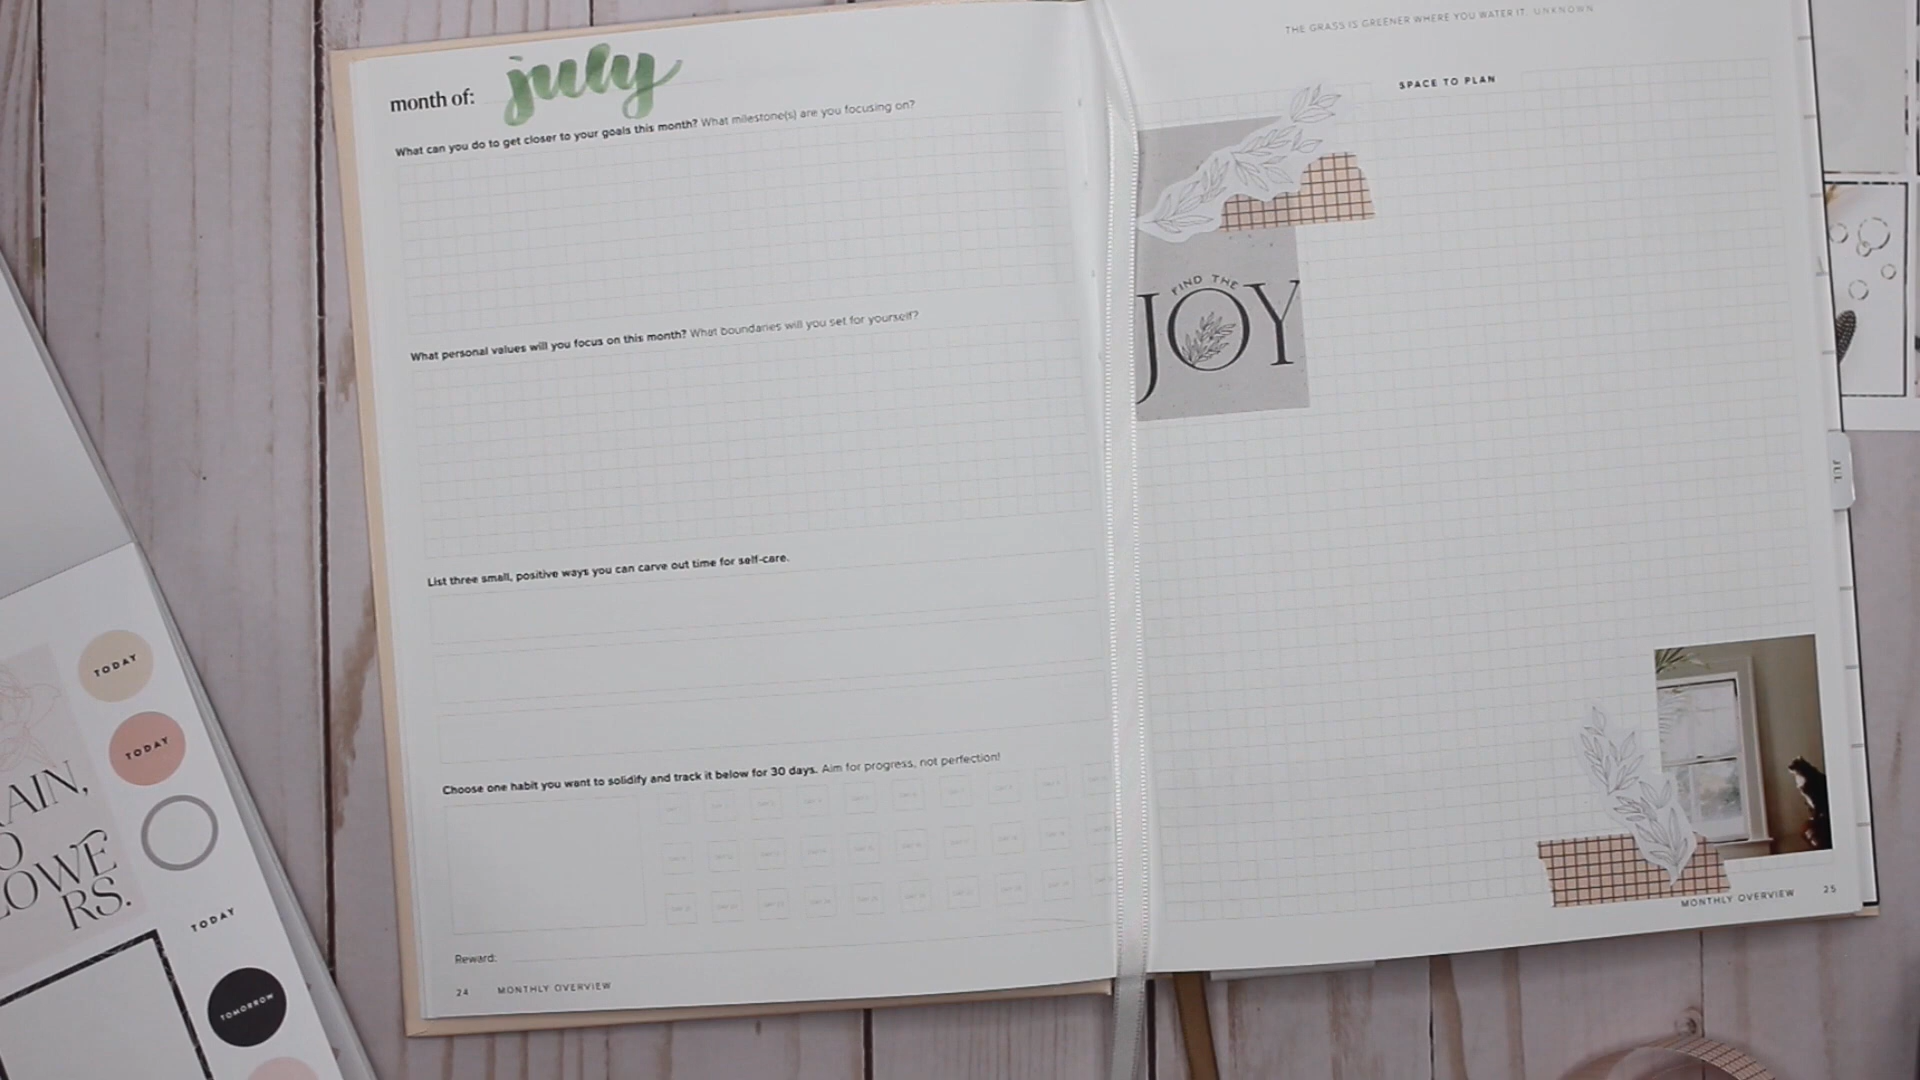 month of: july
What can you do to get closer to your goals this month? What milestone(s) are you focusing on?
What personal values will you focus on this month? What boundaries will you set for yourself?
List three small, positive ways you can carve out time for self-care.
Choose one habit you want to solidify and track it below for 30 days. Aim for progress, not perfection!
Reward:
24 MONTHLY OVERVIEW
THE GRASS IS GREENER WHERE YOU WATER IT. UNKNOWN
SPACE TO PLAN
FIND THE
JOY
MONTHLY OVERVIEW 25
JUL
TODAY
TODAY
AIN,
O
LOWE
RS.
TODAY
TOMORROW